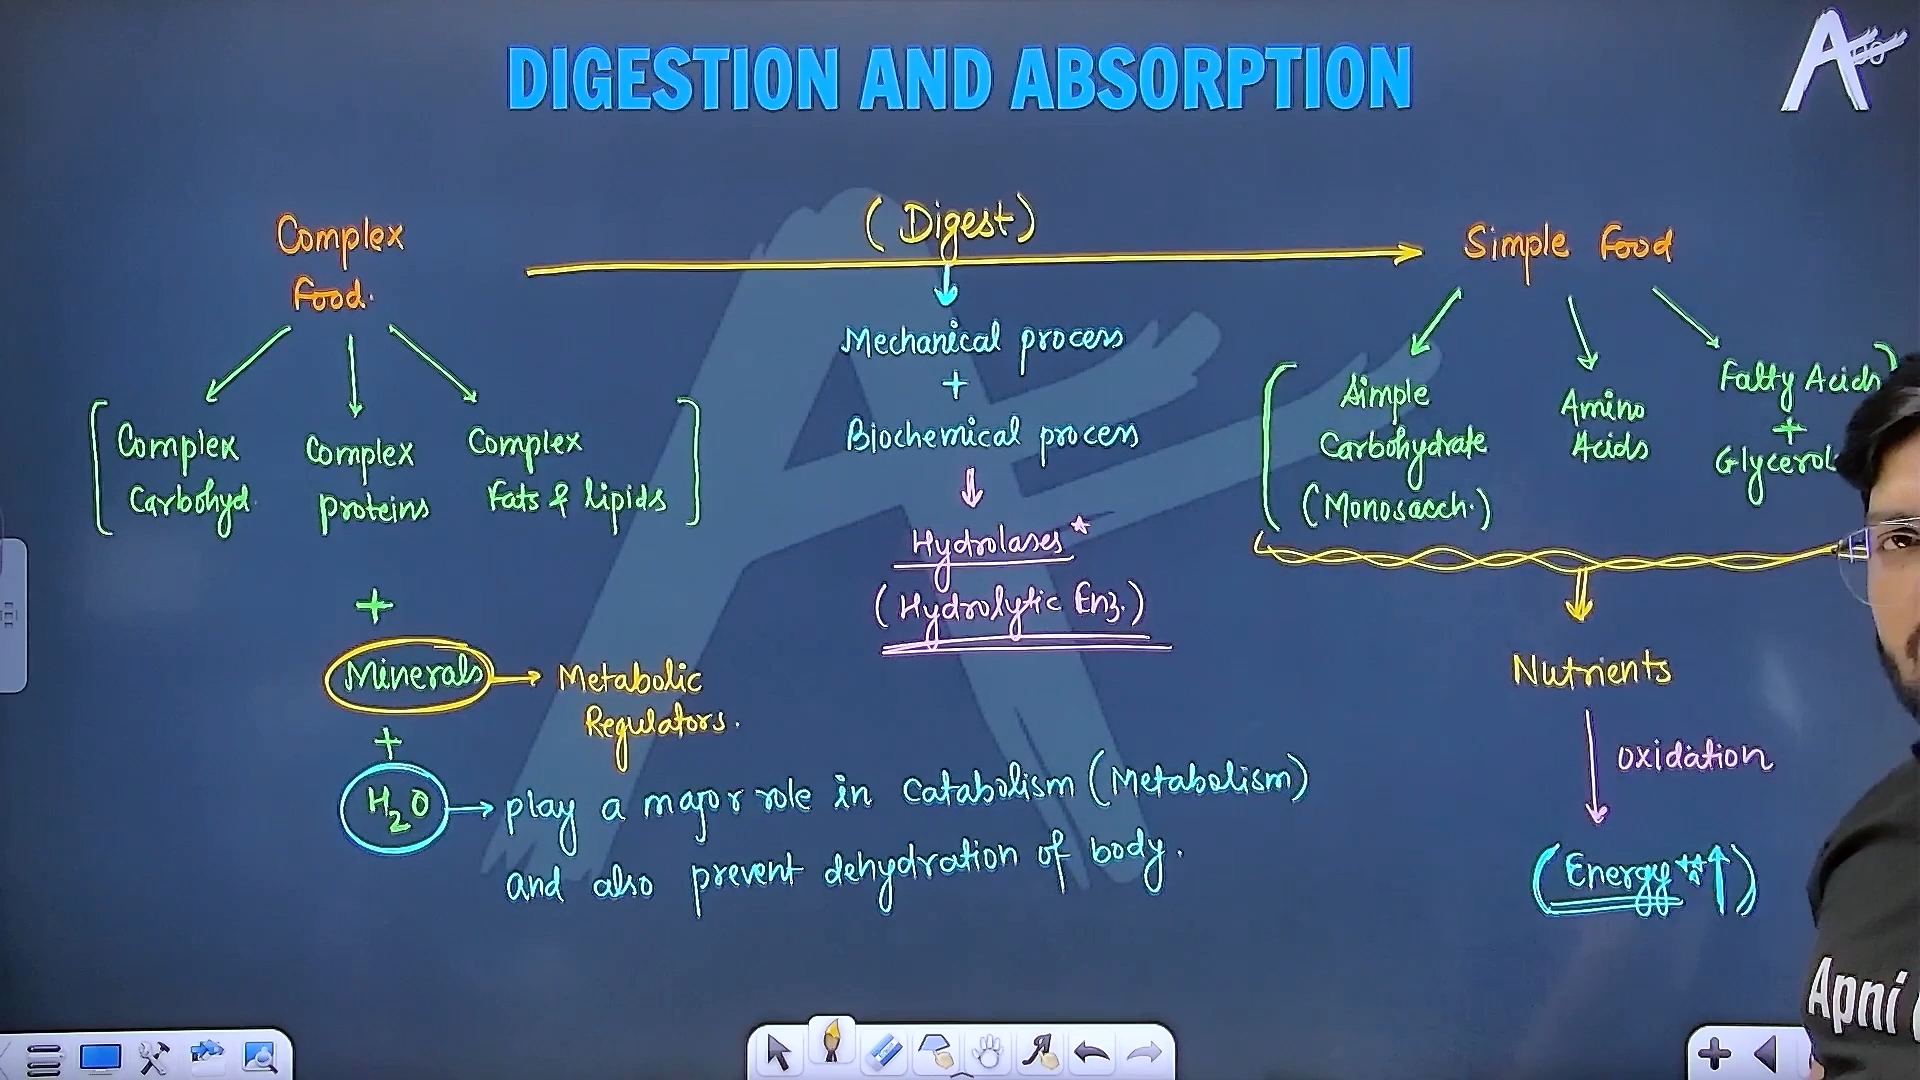 DIGESTION AND ABSORPTION
Complex
Food.
(Digest)
Simple Food
Mechanical process
+
Biochemical process
Hydrolases*
(Hydrolytic Enz.)
Complex
Carbohyd.
Complex
proteins
Complex
Fats & lipids
Simple
Carbohydrate
(Monosacch.)
Amino
Acids
Fatty Acids
+
Glycerol
+
Minerals → Metabolic
Regulators.
+
H2O → play a major role in Catabolism (Metabolism)
and also prevent dehydration of body.
Nutrients
oxidation
(Energy ↑)
Apni